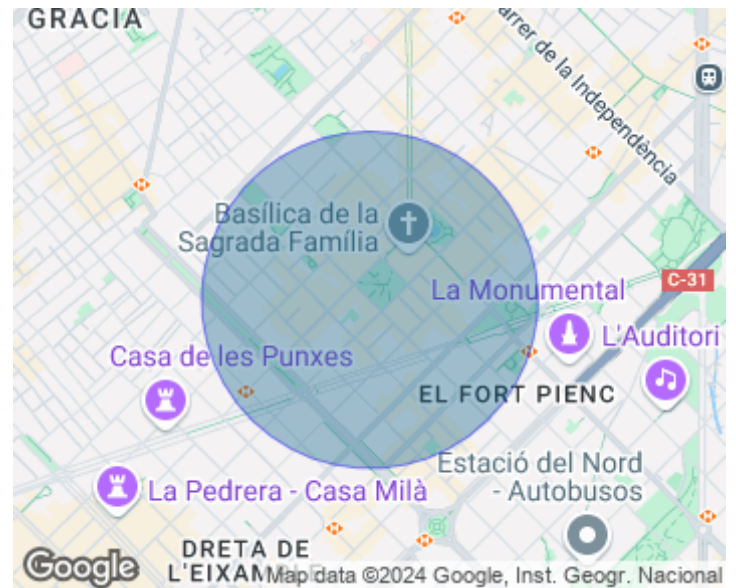 GRÀCIA
Carrer de la Independència
Basílica de la
Sagrada Família
C-31
La Monumental
L'Auditori
Casa de les Punxes
EL FORT PIENC
Estació del Nord
- Autobusos
La Pedrera - Casa Milà
DRETA DE
L'EIXAMPLE
Google
Map data ©2024 Google, Inst. Geogr. Nacional